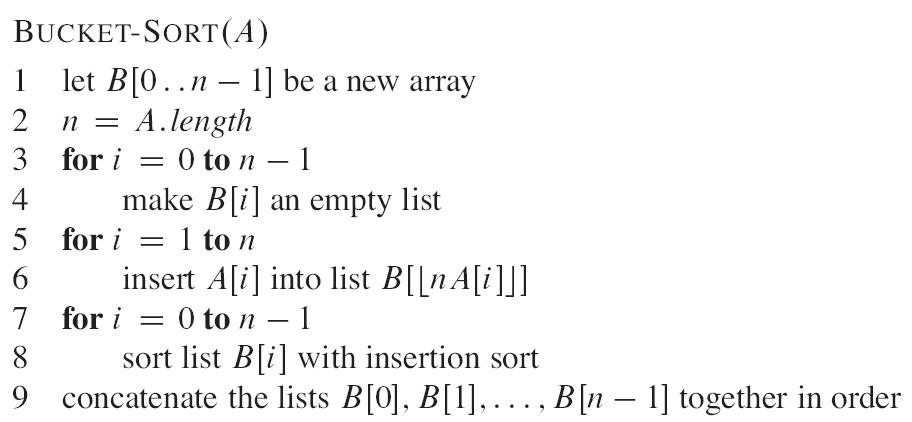 BUCKET-SORT(A)
1 let B[0..n − 1] be a new array
2 n = A.length
3 for i = 0 to n − 1
4 make B[i] an empty list
5 for i = 1 to n
6 insert A[i] into list B[⌊nA[i]⌋]
7 for i = 0 to n − 1
8 sort list B[i] with insertion sort
9 concatenate the lists B[0], B[1], . . . , B[n − 1] together in order